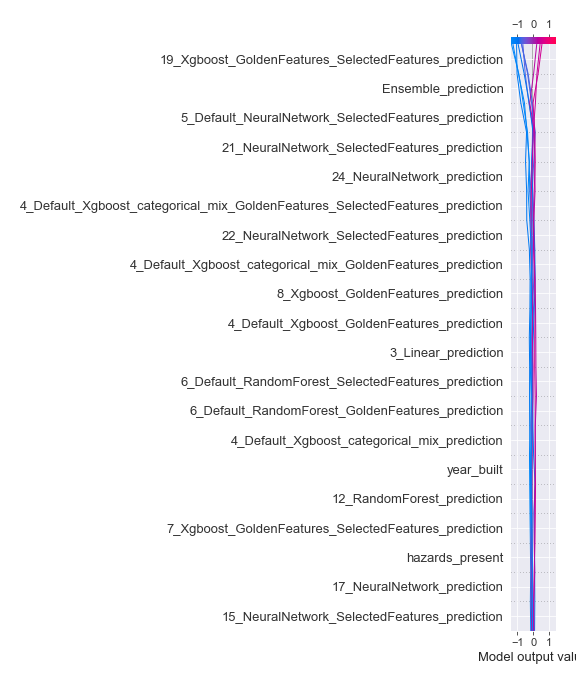 −1 0 1
19_Xgboost_GoldenFeatures_SelectedFeatures_prediction
Ensemble_prediction
5_Default_NeuralNetwork_SelectedFeatures_prediction
21_NeuralNetwork_SelectedFeatures_prediction
24_NeuralNetwork_prediction
4_Default_Xgboost_categorical_mix_GoldenFeatures_SelectedFeatures_prediction
22_NeuralNetwork_SelectedFeatures_prediction
4_Default_Xgboost_categorical_mix_GoldenFeatures_prediction
8_Xgboost_GoldenFeatures_prediction
4_Default_Xgboost_GoldenFeatures_prediction
3_Linear_prediction
6_Default_RandomForest_SelectedFeatures_prediction
6_Default_RandomForest_GoldenFeatures_prediction
4_Default_Xgboost_categorical_mix_prediction
year_built
12_RandomForest_prediction
7_Xgboost_GoldenFeatures_SelectedFeatures_prediction
hazards_present
17_NeuralNetwork_prediction
15_NeuralNetwork_SelectedFeatures_prediction
−1 0 1
Model output valu